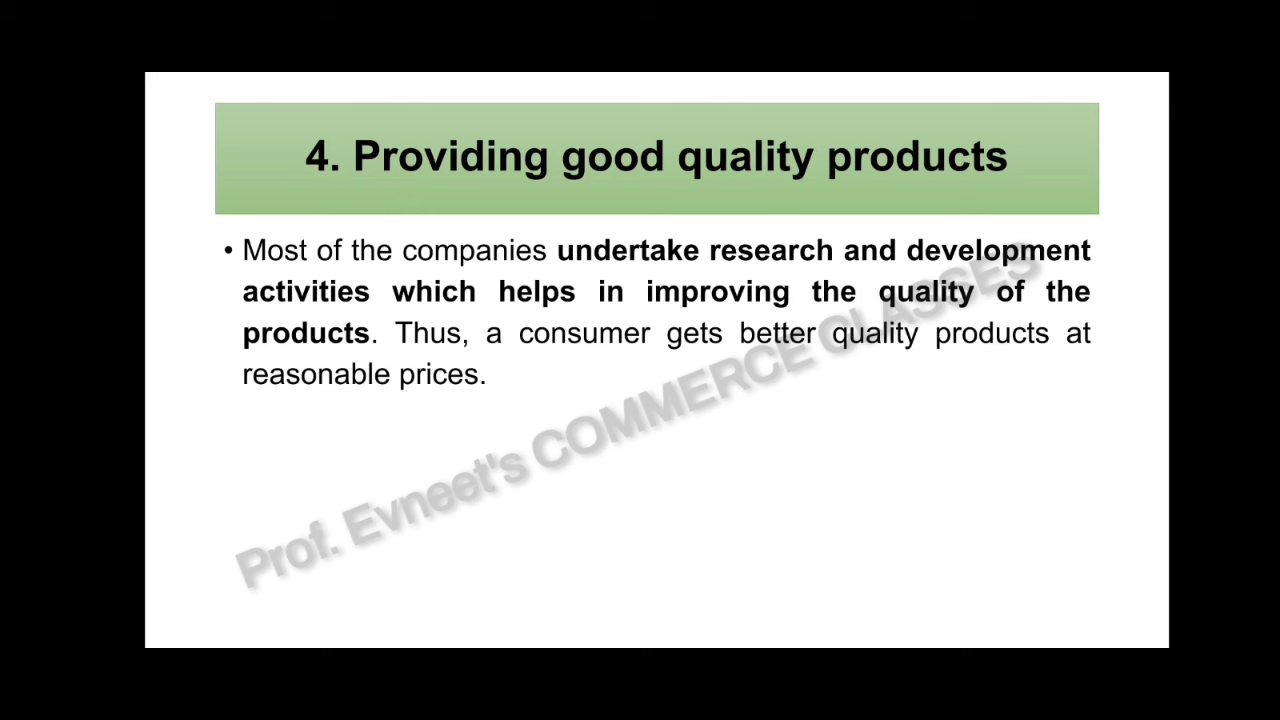 4. Providing good quality products
• Most of the companies undertake research and development
activities which helps in improving the quality of the
products. Thus, a consumer gets better quality products at
reasonable prices.
Prof. Evneet's COMMERCE CLASSES